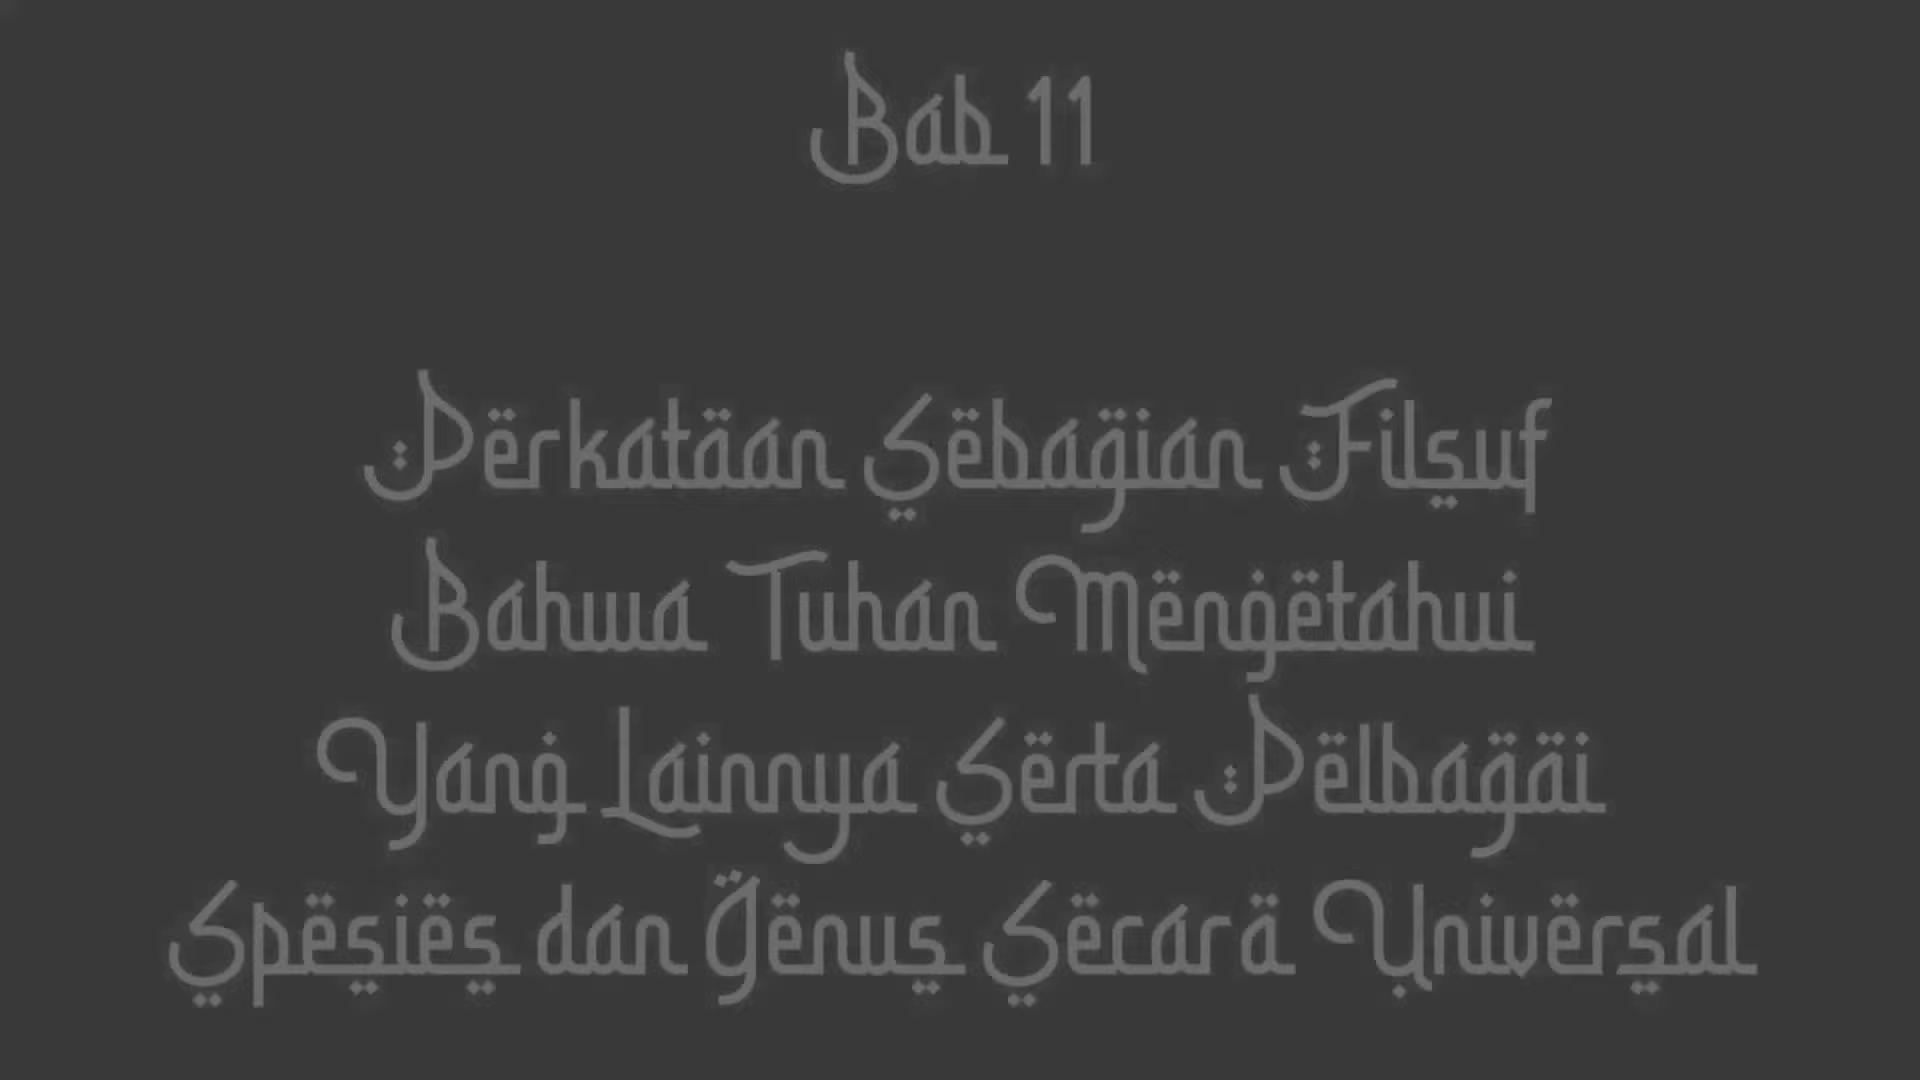 Bab 11
Perkataan Sebagian Filsuf
Bahwa Tuhan Mengetahui
Yang Lainnya Serta Pelbagai
Spesies dan Genus Secara Universal